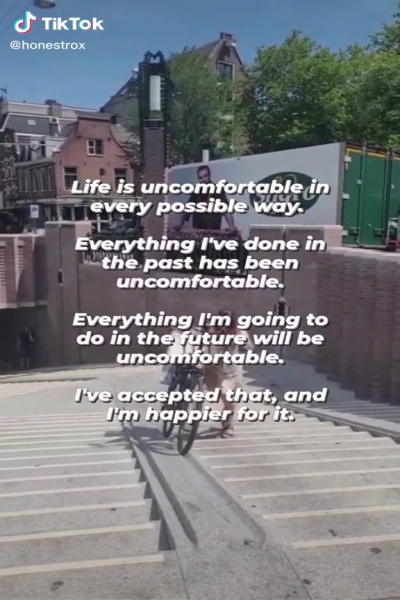 TikTok
@honestrox
Life is uncomfortable in
every possible way.
Everything I've done in
the past has been
uncomfortable.
Everything I'm going to
do in the future will be
uncomfortable.
I've accepted that, and
I'm happier for it.